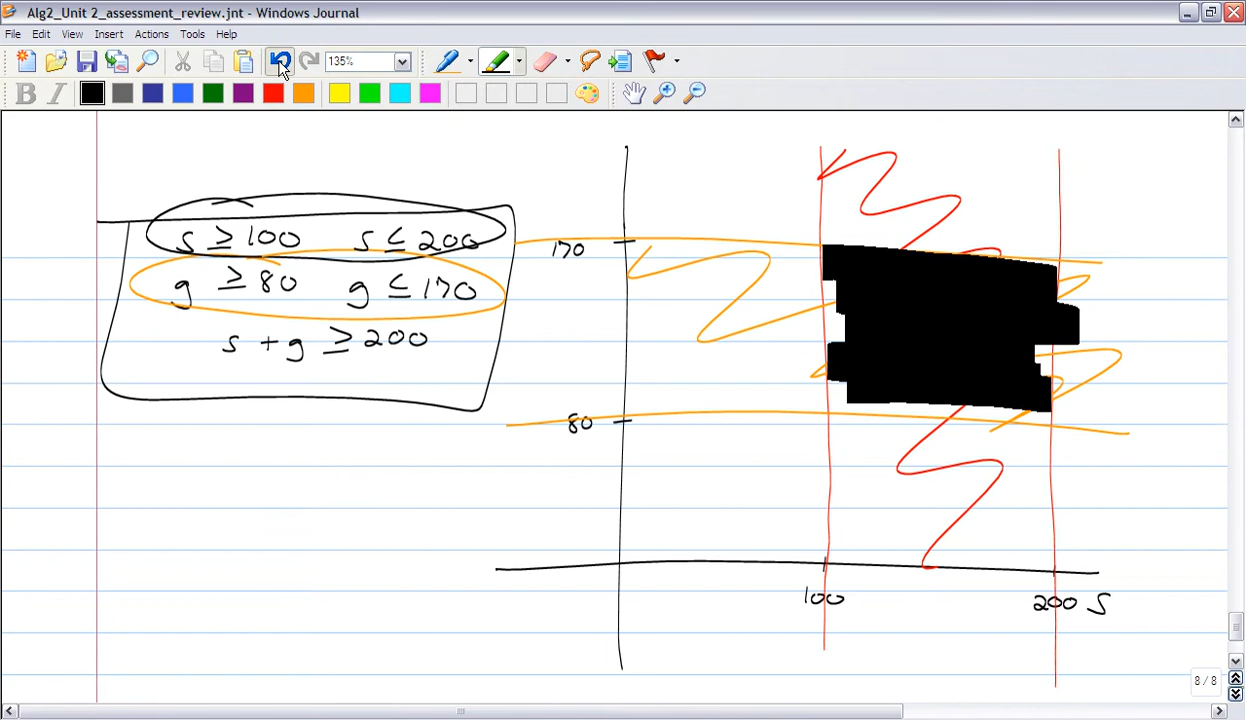 Alg2_Unit 2_assessment_review.jnt - Windows Journal
File Edit View Insert Actions Tools Help
135%
B I
s ≥ 100 s ≤ 200
g ≥ 80 g ≤ 170
s + g ≥ 200
170
80
100
200 S
8 / 8